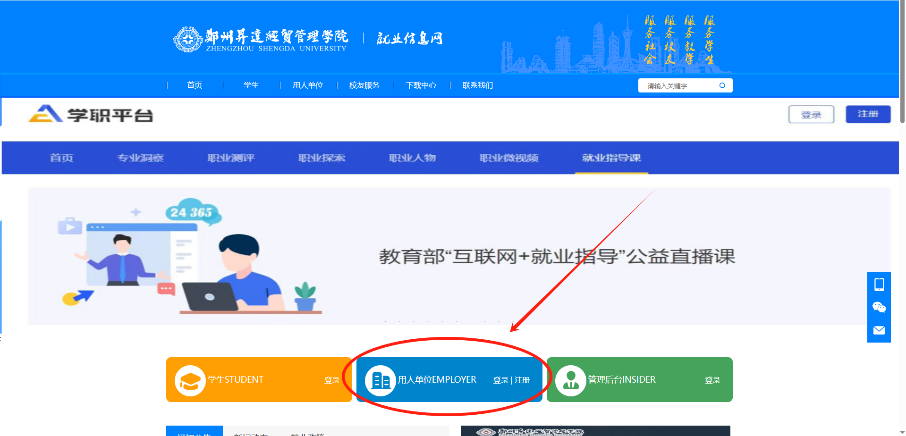 郑州昇达经贸管理学院
ZHENGZHOU SHENGDA UNIVERSITY
就业信息网
服务社会
服务校友
服务教学
服务学生
首页 学生 用人单位 校友服务 下载中心 联系我们
请输入关键字
学职平台
登录 注册
首页 专业洞察 职业测评 职业探索 职业人物 职业微视频 就业指导课
24 365
教育部“互联网+就业指导”公益直播课
学生STUDENT 登录
用人单位EMPLOYER 登录 | 注册
管理后台INSIDER 登录